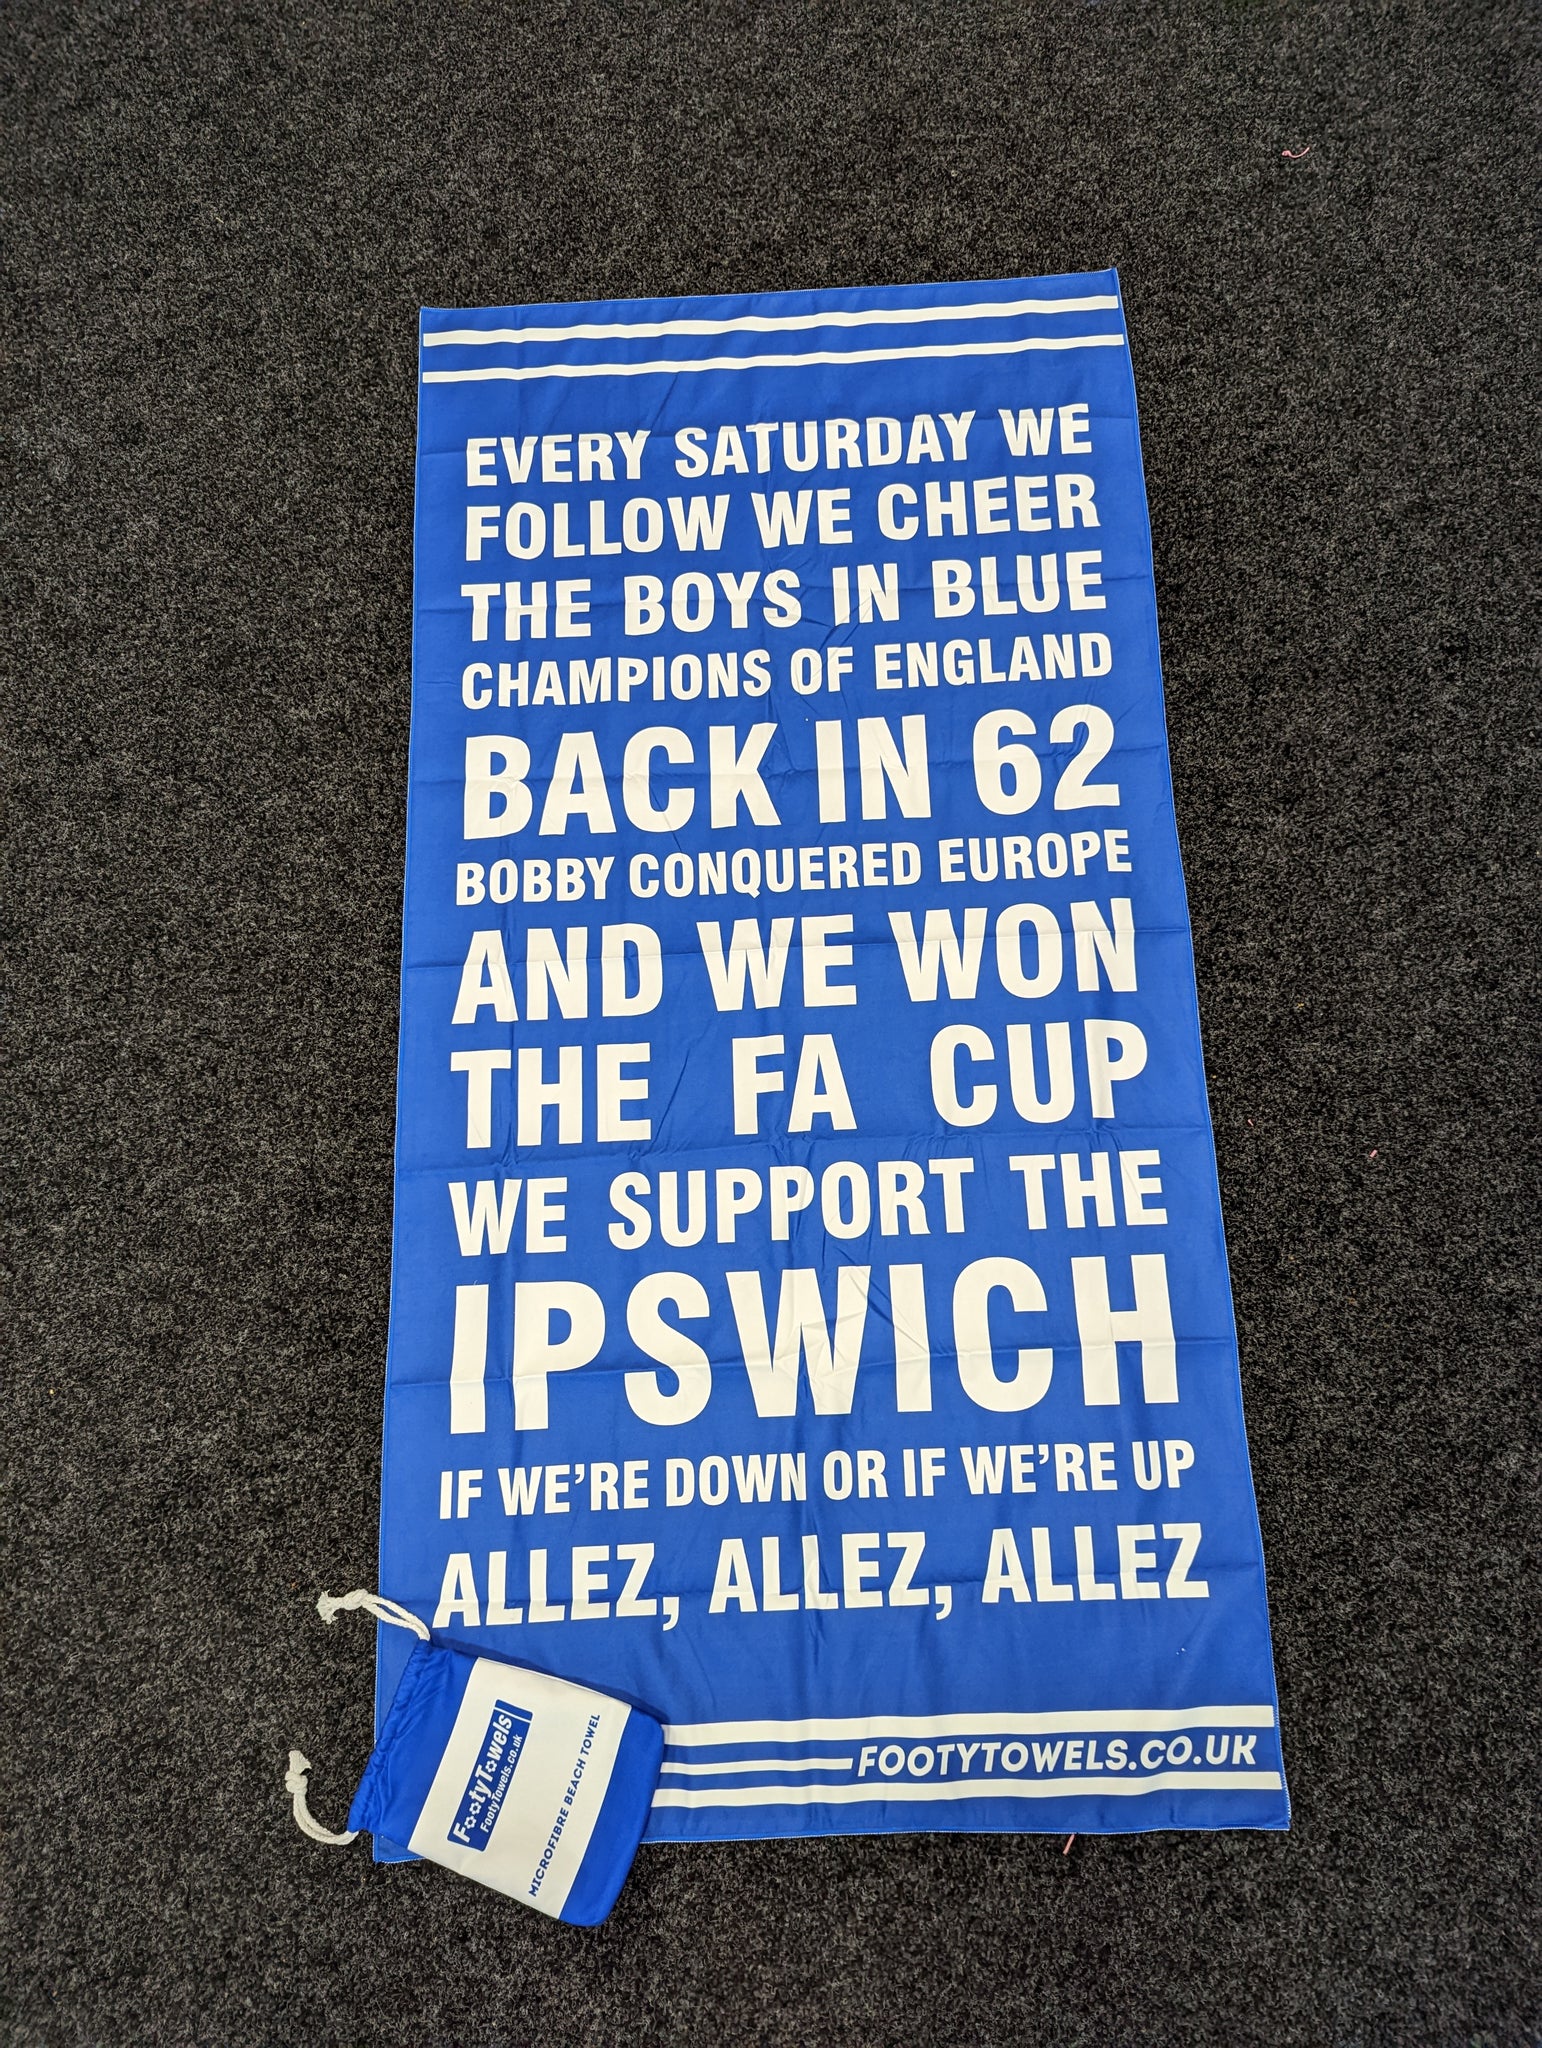 EVERY SATURDAY WE
FOLLOW WE CHEER
THE BOYS IN BLUE
CHAMPIONS OF ENGLAND
BACK IN 62
BOBBY CONQUERED EUROPE
AND WE WON
THE FA CUP
WE SUPPORT THE
IPSWICH
IF WE'RE DOWN OR IF WE'RE UP
ALLEZ, ALLEZ, ALLEZ
FOOTYTOWELS.CO.UK
FootyTowels
FootyTowels.co.uk
MICROFIBRE BEACH TOWEL